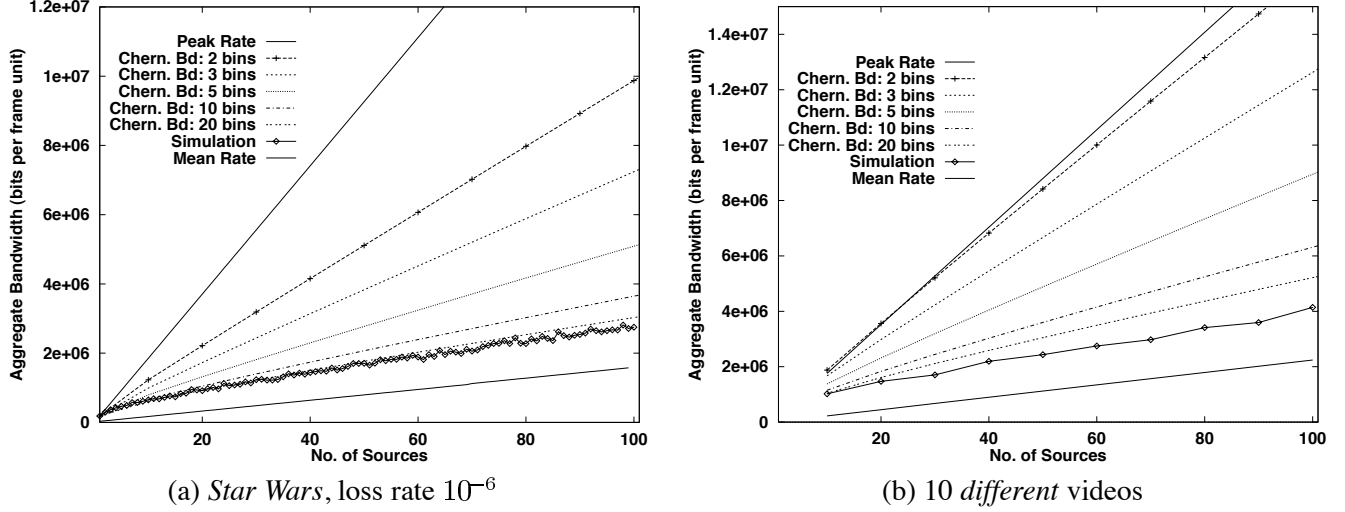 Aggregate Bandwidth (bits per frame unit)
1.2e+07
1e+07
8e+06
6e+06
4e+06
2e+06
0
Peak Rate
Chern. Bd: 2 bins
Chern. Bd: 3 bins
Chern. Bd: 5 bins
Chern. Bd: 10 bins
Chern. Bd: 20 bins
Simulation
Mean Rate
20 40 60 80 100
No. of Sources
(a) Star Wars, loss rate 10⁻⁶
Aggregate Bandwidth (bits per frame unit)
1.4e+07
1.2e+07
1e+07
8e+06
6e+06
4e+06
2e+06
0
Peak Rate
Chern. Bd: 2 bins
Chern. Bd: 3 bins
Chern. Bd: 5 bins
Chern. Bd: 10 bins
Chern. Bd: 20 bins
Simulation
Mean Rate
20 40 60 80 100
No. of Sources
(b) 10 different videos